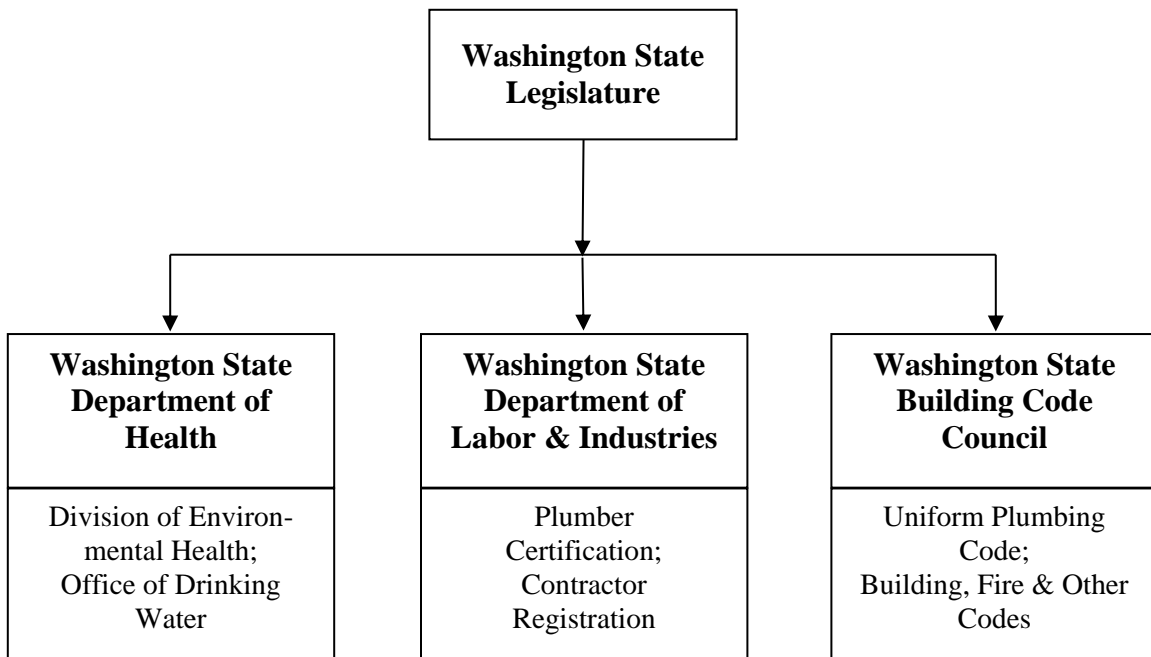 Washington State
Legislature
Washington State
Department of
Health
Division of Environ-
mental Health;
Office of Drinking
Water
Washington State
Department of
Labor & Industries
Plumber
Certification;
Contractor
Registration
Washington State
Building Code
Council
Uniform Plumbing
Code;
Building, Fire & Other
Codes